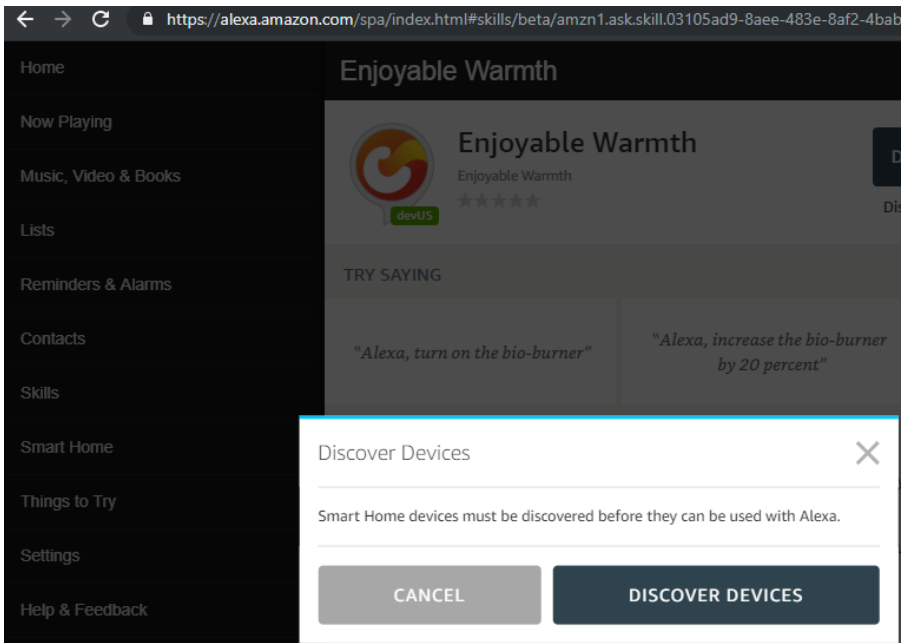 https://alexa.amazon.com/spa/index.html#skills/beta/amzn1.ask.skill.03105ad9-8aee-483e-8af2-4bab
Home
Now Playing
Music, Video & Books
Lists
Reminders & Alarms
Contacts
Skills
Smart Home
Things to Try
Settings
Help & Feedback
Enjoyable Warmth
Enjoyable Warmth
Enjoyable Warmth
devUS
D
Dis
TRY SAYING
"Alexa, turn on the bio-burner"
"Alexa, increase the bio-burner
by 20 percent"
Discover Devices
Smart Home devices must be discovered before they can be used with Alexa.
CANCEL
DISCOVER DEVICES